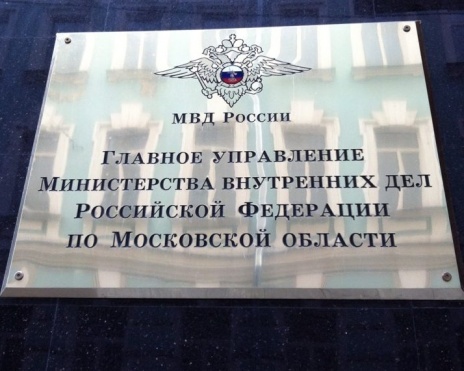 МВД России
Главное управление
Министерства внутренних дел
Российской Федерации
по Московской области